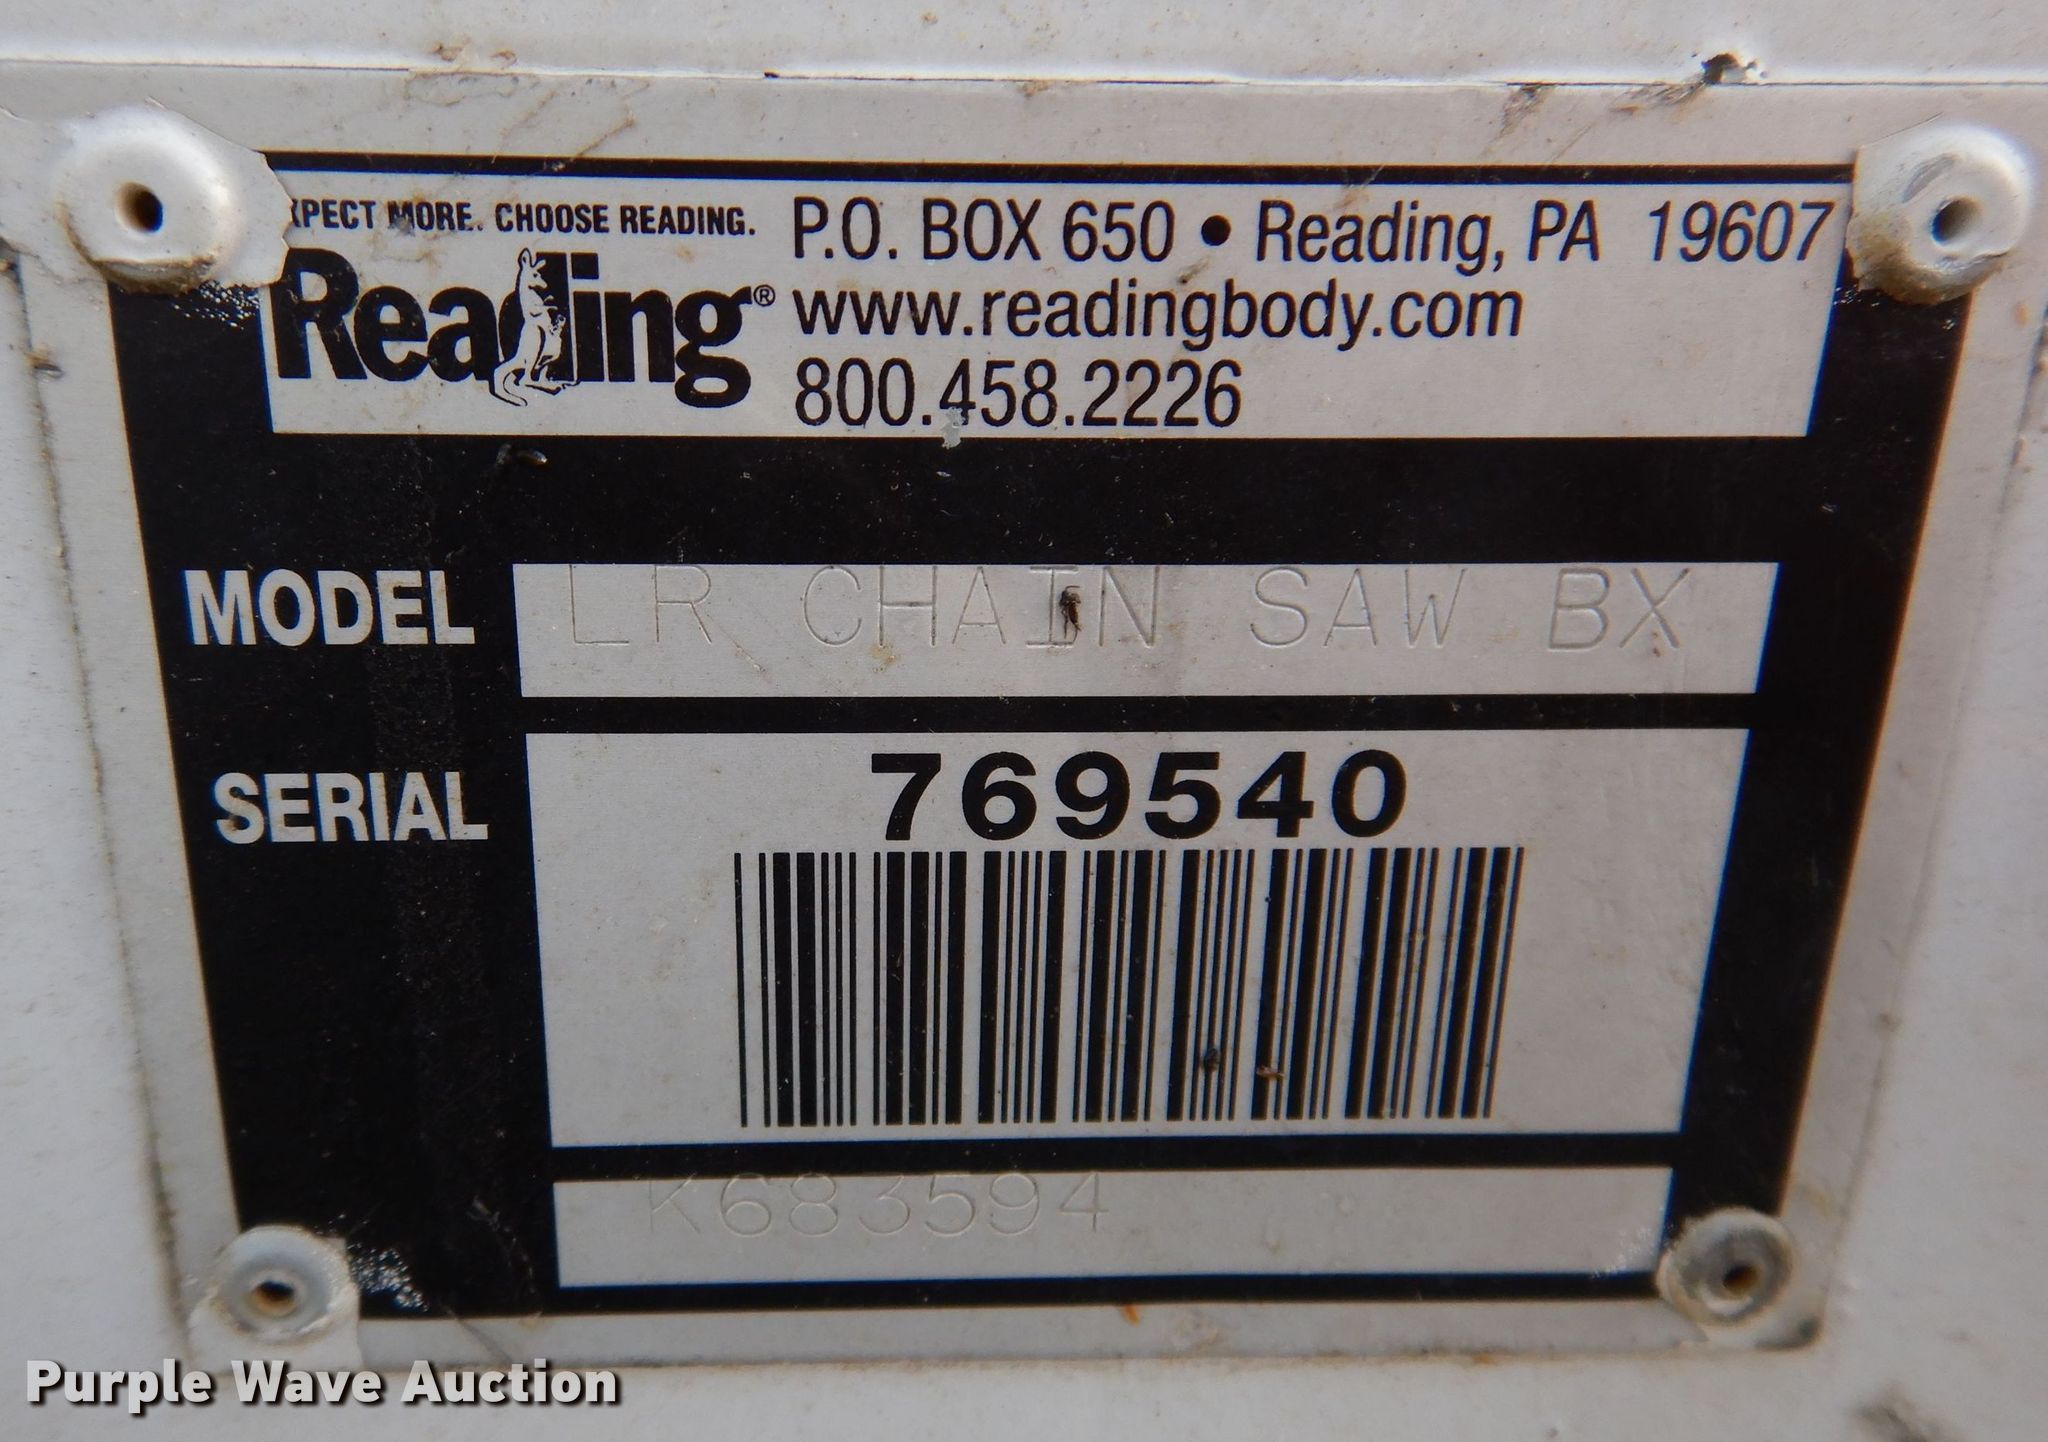 XPECT MORE. CHOOSE READING.
Reading®
P.O. BOX 650 • Reading, PA 19607
www.readingbody.com
800.458.2226
MODEL LR CHAIN SAW BX
SERIAL 769540
K683594
Purple Wave Auction